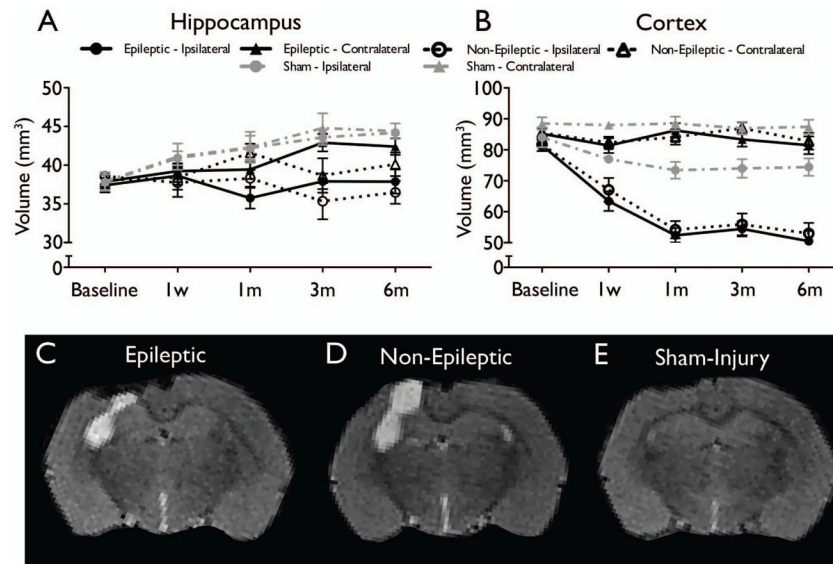 A Hippocampus
B Cortex
Epileptic - Ipsilateral
Epileptic - Contralateral
Non-Epileptic - Ipsilateral
Non-Epileptic - Contralateral
Sham - Ipsilateral
Sham - Contralateral
Volume (mm³)
50
45
40
35
30
0
Baseline 1w 1m 3m 6m
Volume (mm³)
100
90
80
70
60
50
0
Baseline 1w 1m 3m 6m
C Epileptic
D Non-Epileptic
E Sham-Injury